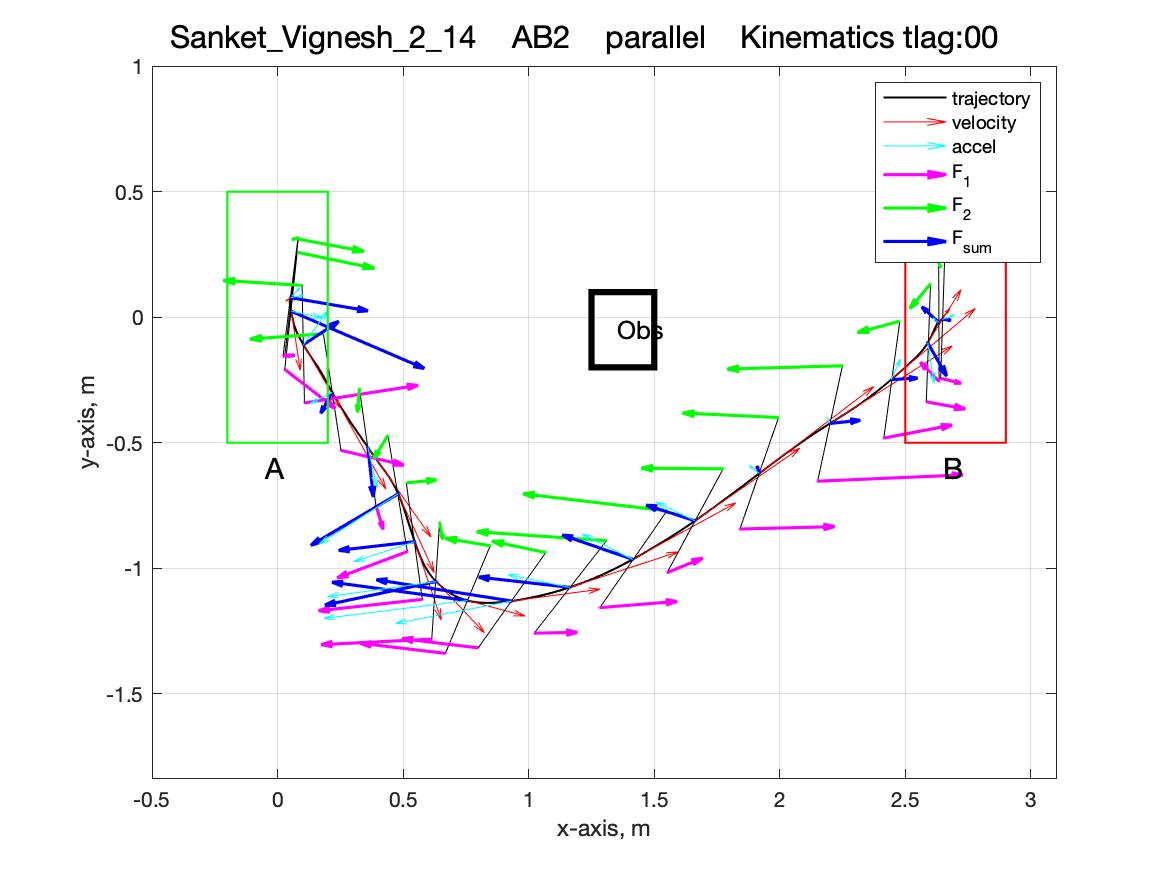 Sanket_Vignesh_2_14 AB2 parallel Kinematics tlag:00
1
0.5
0
-0.5
-1
-1.5
y-axis, m
trajectory
velocity
accel
F1
F2
Fsum
Obs
A
B
-0.5 0 0.5 1 1.5 2 2.5 3
x-axis, m